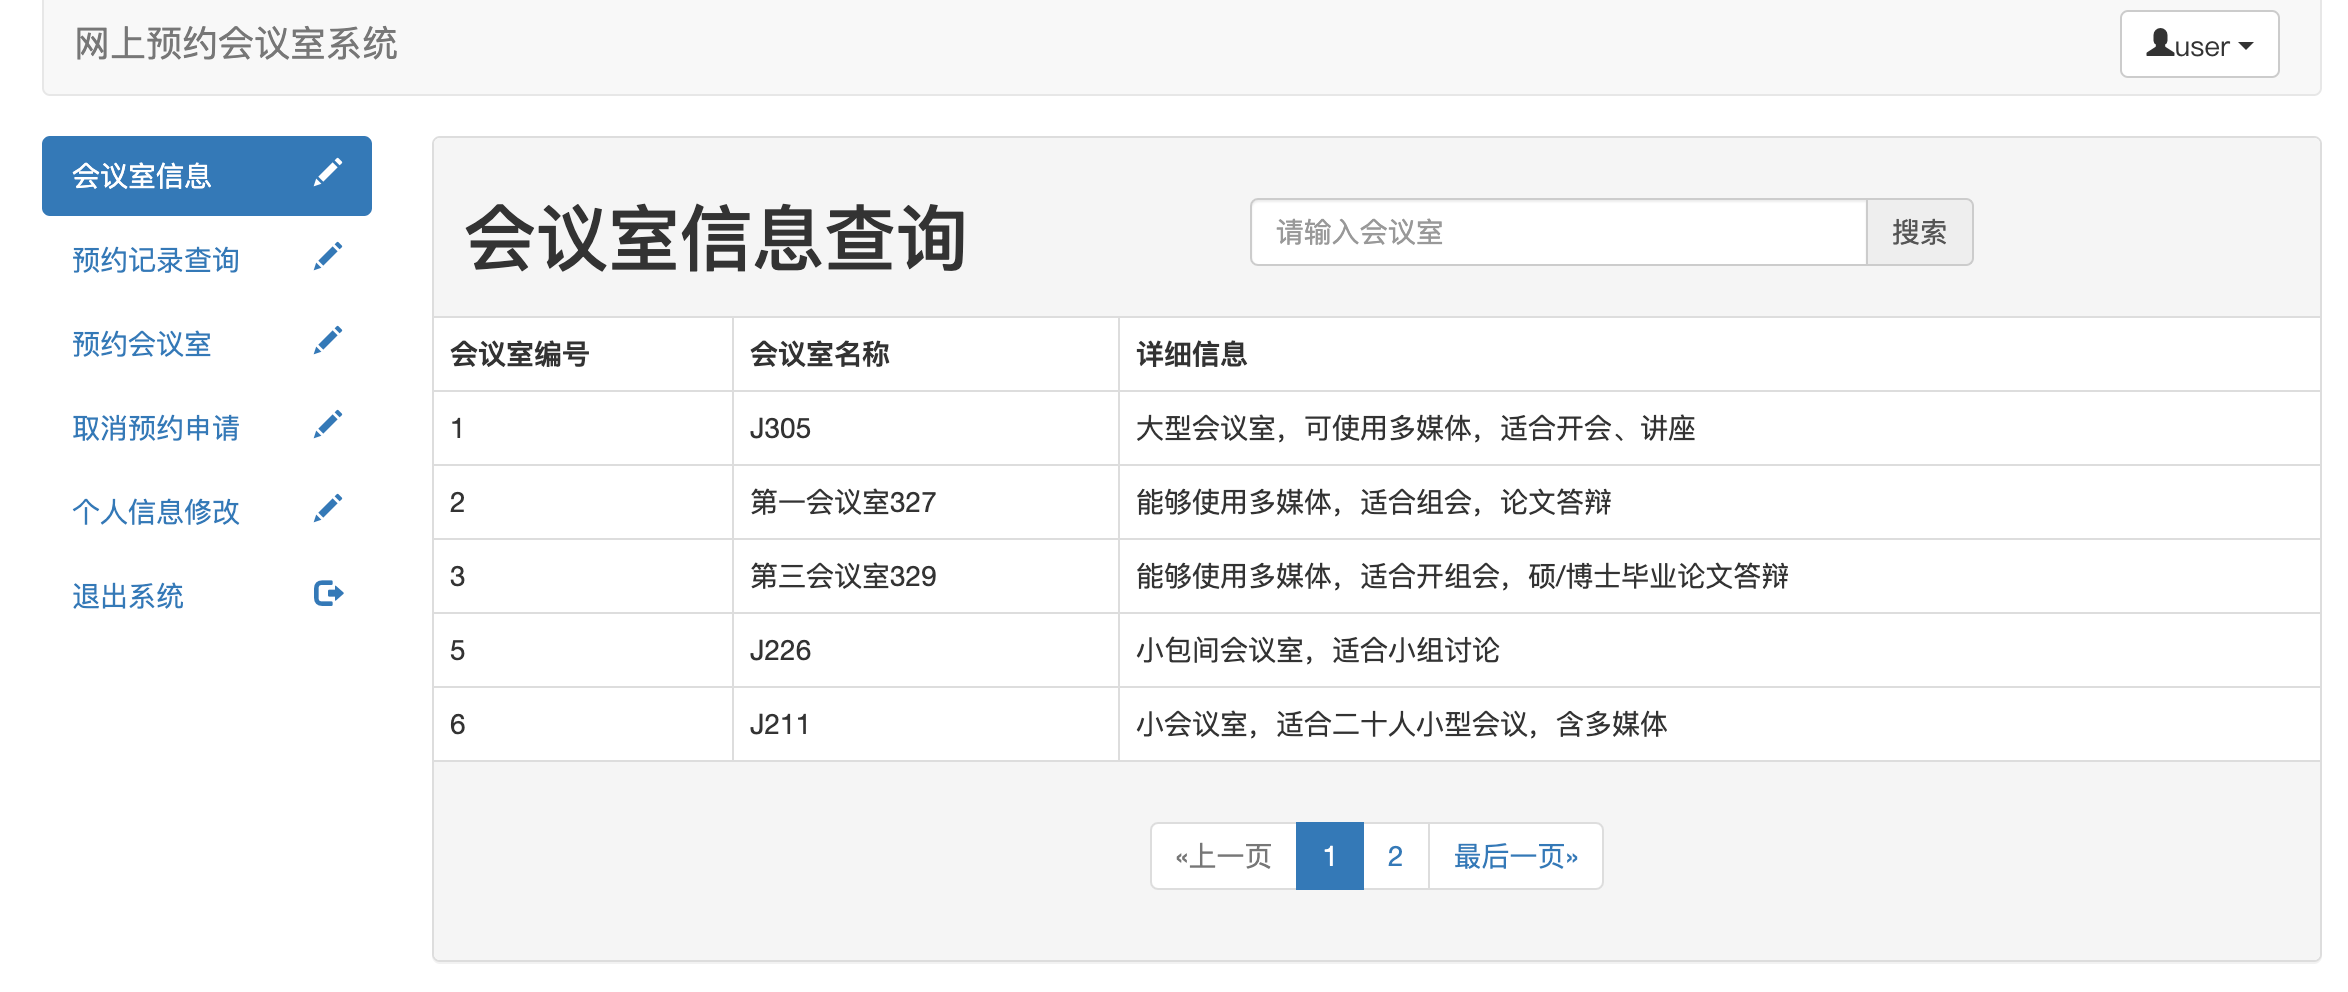 网上预约会议室系统
user
会议室信息
预约记录查询
预约会议室
取消预约申请
个人信息修改
退出系统
会议室信息查询
请输入会议室 搜索
会议室编号 会议室名称 详细信息
1 J305 大型会议室，可使用多媒体，适合开会、讲座
2 第一会议室327 能够使用多媒体，适合组会，论文答辩
3 第三会议室329 能够使用多媒体，适合开组会，硕/博士毕业论文答辩
5 J226 小包间会议室，适合小组讨论
6 J211 小会议室，适合二十人小型会议，含多媒体
«上一页 1 2 最后一页»